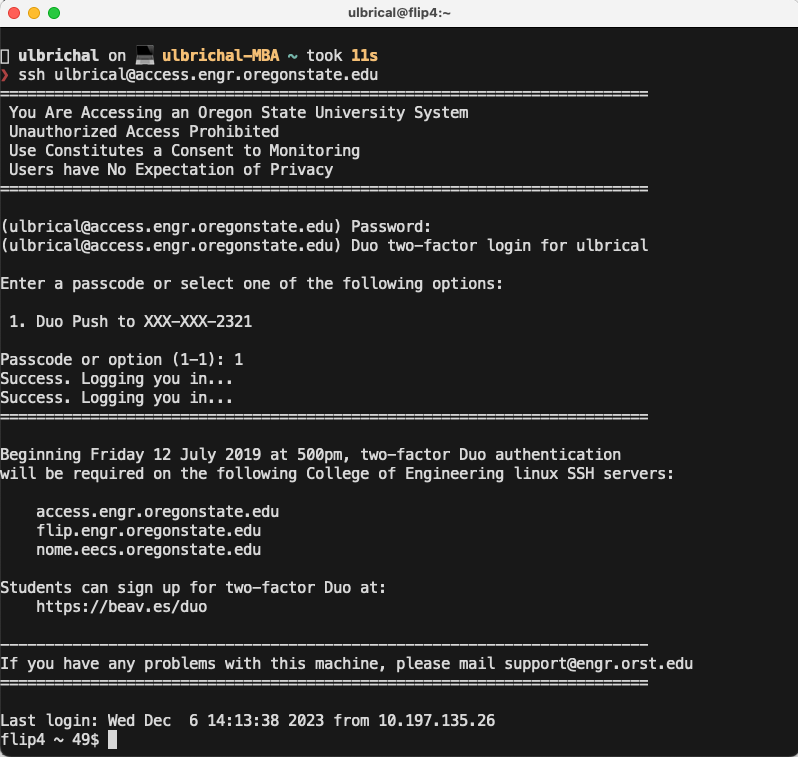 ulbrical@flip4:~
ulbrichal on ulbrichal-MBA ~ took 11s
❯ ssh ulbrical@access.engr.oregonstate.edu
========================================================================
You Are Accessing an Oregon State University System
Unauthorized Access Prohibited
Use Constitutes a Consent to Monitoring
Users have No Expectation of Privacy
========================================================================
(ulbrical@access.engr.oregonstate.edu) Password:
(ulbrical@access.engr.oregonstate.edu) Duo two-factor login for ulbrical
Enter a passcode or select one of the following options:
1. Duo Push to XXX-XXX-2321
Passcode or option (1-1): 1
Success. Logging you in...
Success. Logging you in...
========================================================================
Beginning Friday 12 July 2019 at 500pm, two-factor Duo authentication
will be required on the following College of Engineering linux SSH servers:
access.engr.oregonstate.edu
flip.engr.oregonstate.edu
nome.eecs.oregonstate.edu
Students can sign up for two-factor Duo at:
https://beav.es/duo
------------------------------------------------------------------------
If you have any problems with this machine, please mail support@engr.orst.edu
========================================================================
Last login: Wed Dec  6 14:13:38 2023 from 10.197.135.26
flip4 ~ 49$